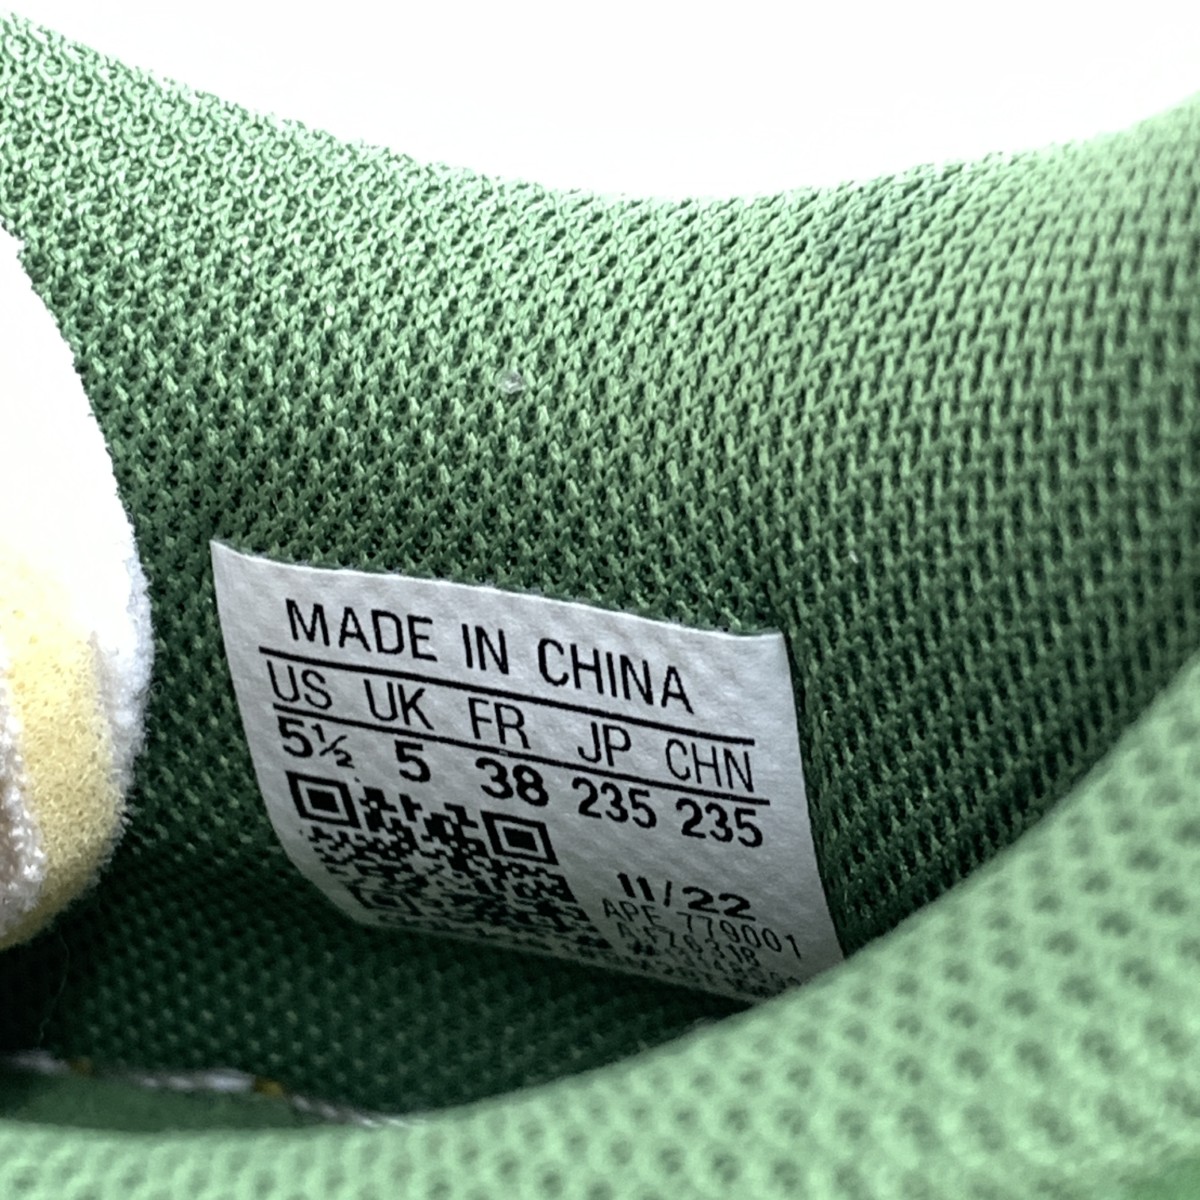 MADE IN CHINA
US UK FR JP CHN
5½ 5 38 235 235
11/22
APE 779001